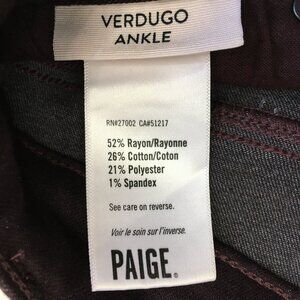 VERDUGO
ANKLE
RN#27002 CA#51217
52% Rayon/Rayonne
26% Cotton/Coton
21% Polyester
1% Spandex
See care on reverse.
Voir le soin sur l'inverse.
PAIGE®